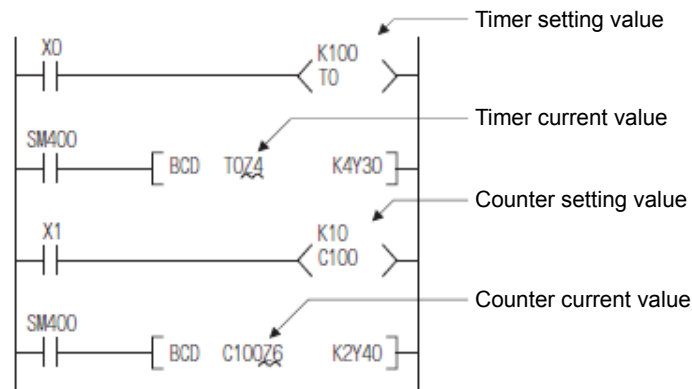 Timer setting value
X0
K100
T0
Timer current value
SM400
BCD T0Z4 K4Y30
Counter setting value
X1
K10
C100
Counter current value
SM400
BCD C100Z6 K2Y40